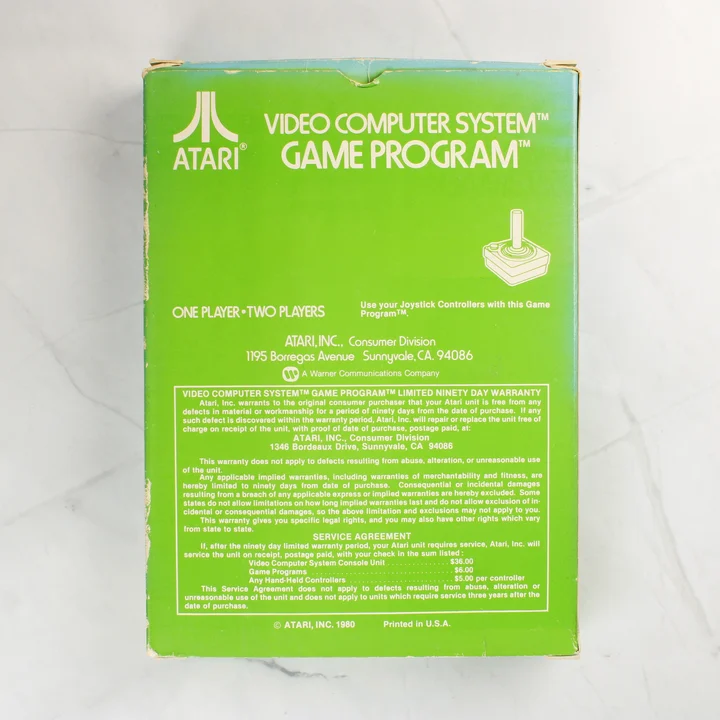 ATARI®
VIDEO COMPUTER SYSTEM™
GAME PROGRAM™
ONE PLAYER•TWO PLAYERS
Use your Joystick Controllers with this Game
Program™.
ATARI, INC., Consumer Division
1195 Borregas Avenue Sunnyvale, CA. 94086
A Warner Communications Company
VIDEO COMPUTER SYSTEM™ GAME PROGRAM™ LIMITED NINETY DAY WARRANTY
Atari, Inc. warrants to the original consumer purchaser that your Atari unit is free from any
defects in material or workmanship for a period of ninety days from the date of purchase. If any
such defect is discovered within the warranty period, Atari, Inc. will repair or replace the unit free of
charge on receipt of the unit, with proof of date of purchase, postage paid, at:
ATARI, INC., Consumer Division
1346 Bordeaux Drive, Sunnyvale, CA 94086
This warranty does not apply to defects resulting from abuse, alteration, or unreasonable use
of the unit.
Any applicable implied warranties, including warranties of merchantability and fitness, are
hereby limited to ninety days from date of purchase. Consequential or incidental damages
resulting from a breach of any applicable express or implied warranties are hereby excluded. Some
states do not allow limitations on how long implied warranties last and do not allow exclusion of in-
cidental or consequential damages, so the above limitation and exclusions may not apply to you.
This warranty gives you specific legal rights, and you may also have other rights which vary
from state to state.
SERVICE AGREEMENT
If, after the ninety day limited warranty period, your Atari unit requires service, Atari, Inc. will
service the unit on receipt, postage paid, with your check in the sum listed:
Video Computer System Console Unit . . . . . . . . . . . . . . $36.00
Game Programs . . . . . . . . . . . . . . . . . . . . . . . . . . . . . . . $6.00
Any Hand-Held Controllers . . . . . . . . . . . . . . . . . . . . . . $5.00 per controller
This Service Agreement does not apply to defects resulting from abuse, alteration or
unreasonable use of the unit and does not apply to units which require service three years after the
date of purchase.
© ATARI, INC. 1980 Printed in U.S.A.